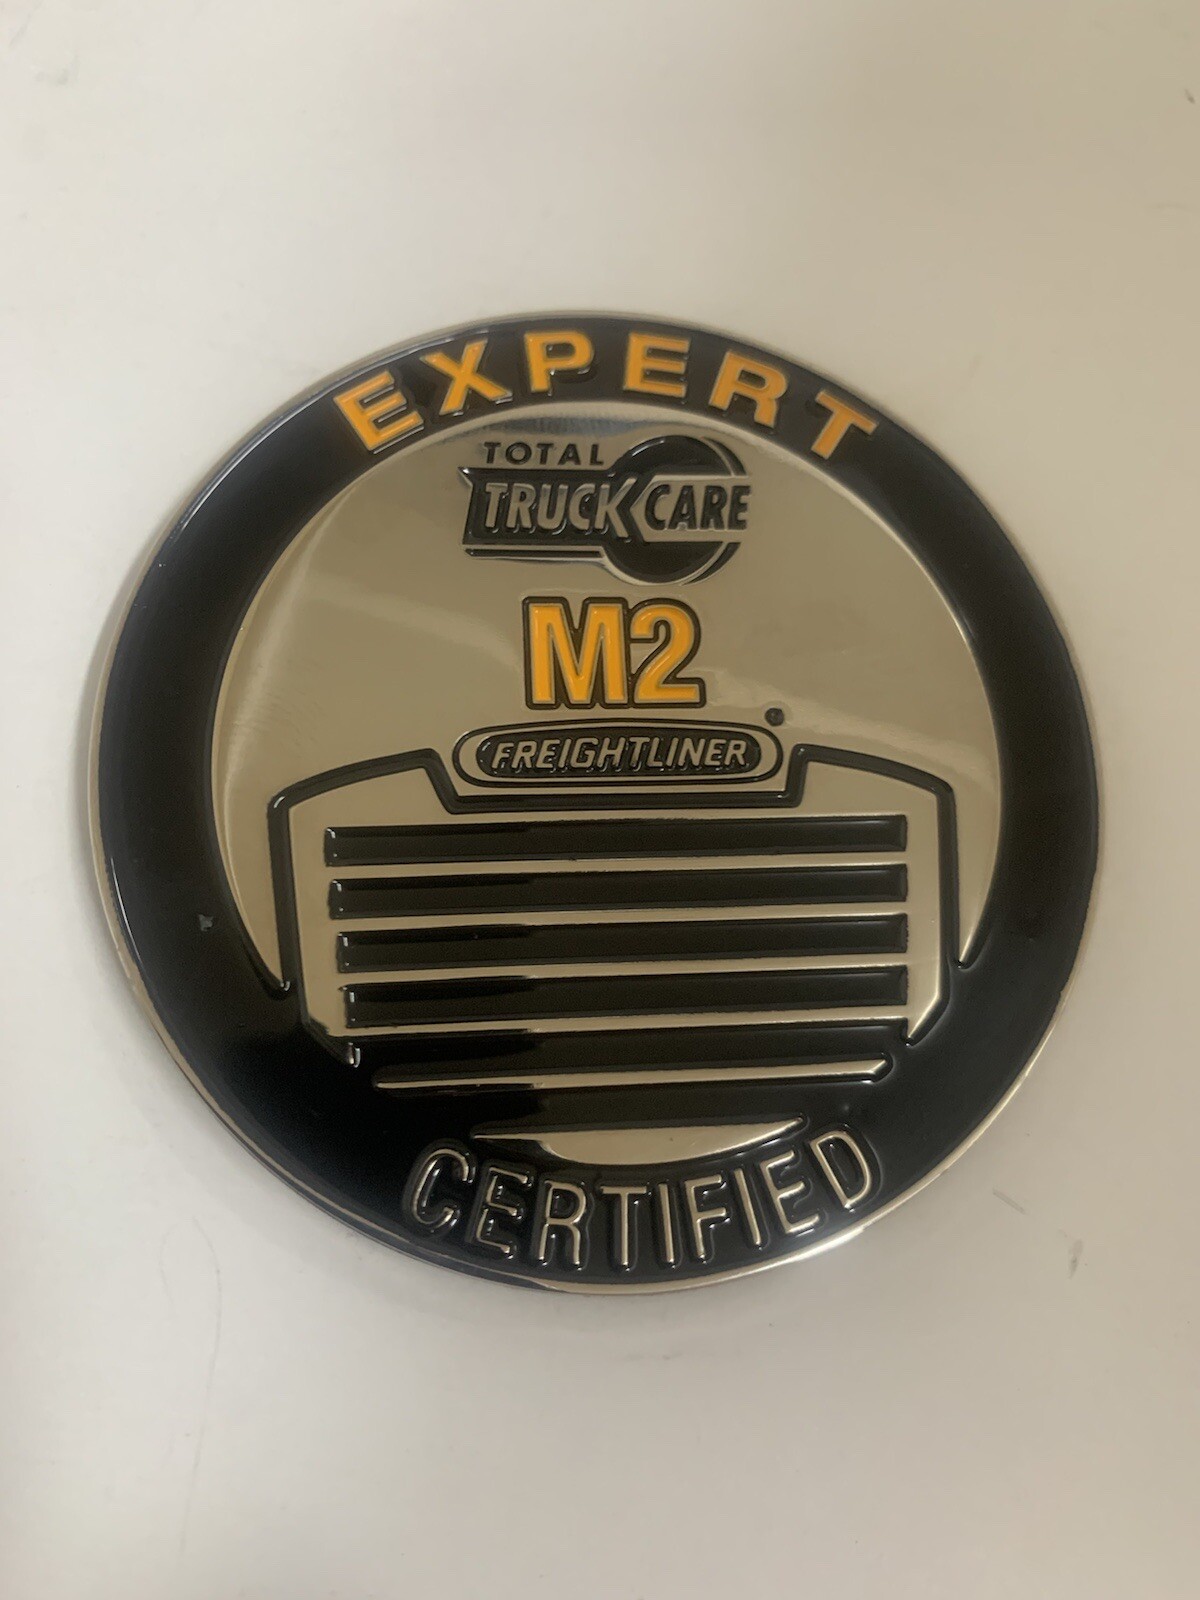 EXPERT
TOTAL
TRUCK CARE
M2
FREIGHTLINER®
CERTIFIED